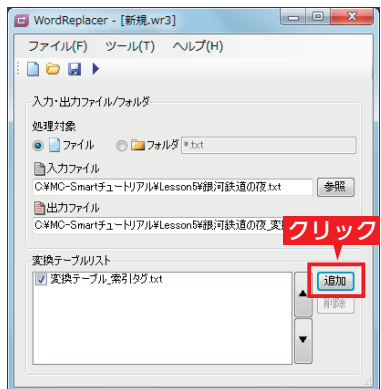 WordReplacer - [新規.wr3]
ファイル(F) ツール(T) ヘルプ(H)
入力・出力ファイル/フォルダ
処理対象
ファイル フォルダ *.txt
入力ファイル
C:¥MC-Smartチュートリアル¥Lesson5¥銀河鉄道の夜.txt 参照
出力ファイル
C:¥MC-Smartチュートリアル¥Lesson5¥銀河鉄道の夜_変
クリック
変換テーブルリスト
変換テーブル_索引タグ.txt 追加
削除